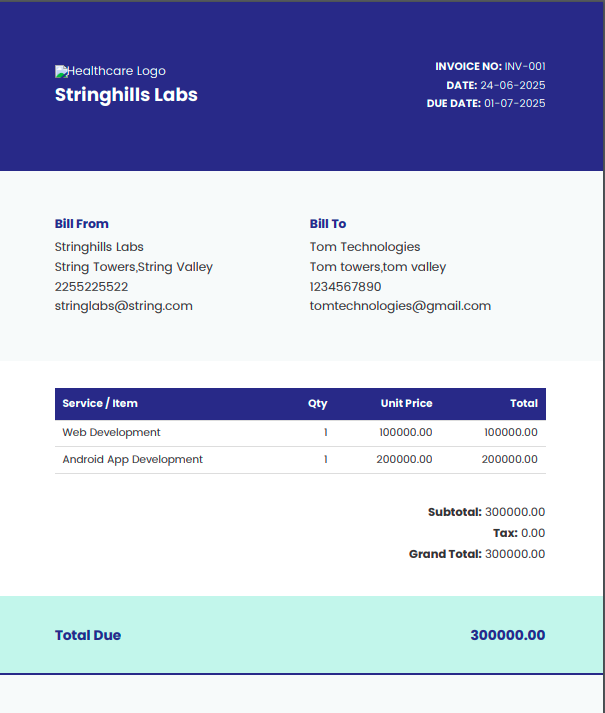 Healthcare Logo
Stringhills Labs
INVOICE NO: INV-001
DATE: 24-06-2025
DUE DATE: 01-07-2025
Bill From
Stringhills Labs
String Towers,String Valley
2255225522
stringlabs@string.com
Bill To
Tom Technologies
Tom towers,tom valley
1234567890
tomtechnologies@gmail.com
Service / Item Qty Unit Price Total
Web Development 1 100000.00 100000.00
Android App Development 1 200000.00 200000.00
Subtotal: 300000.00
Tax: 0.00
Grand Total: 300000.00
Total Due 300000.00